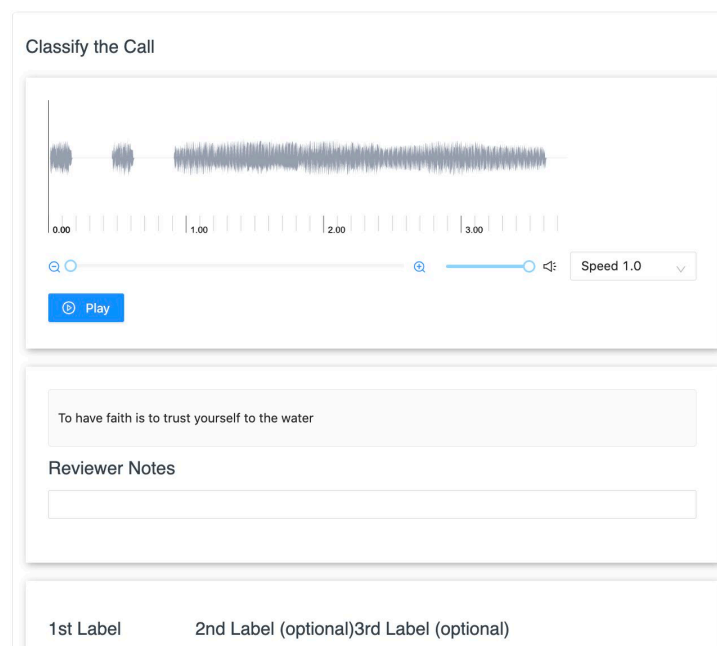 Classify the Call
0.00 1.00 2.00 3.00
Speed 1.0
Play
To have faith is to trust yourself to the water
Reviewer Notes
1st Label 2nd Label (optional)3rd Label (optional)